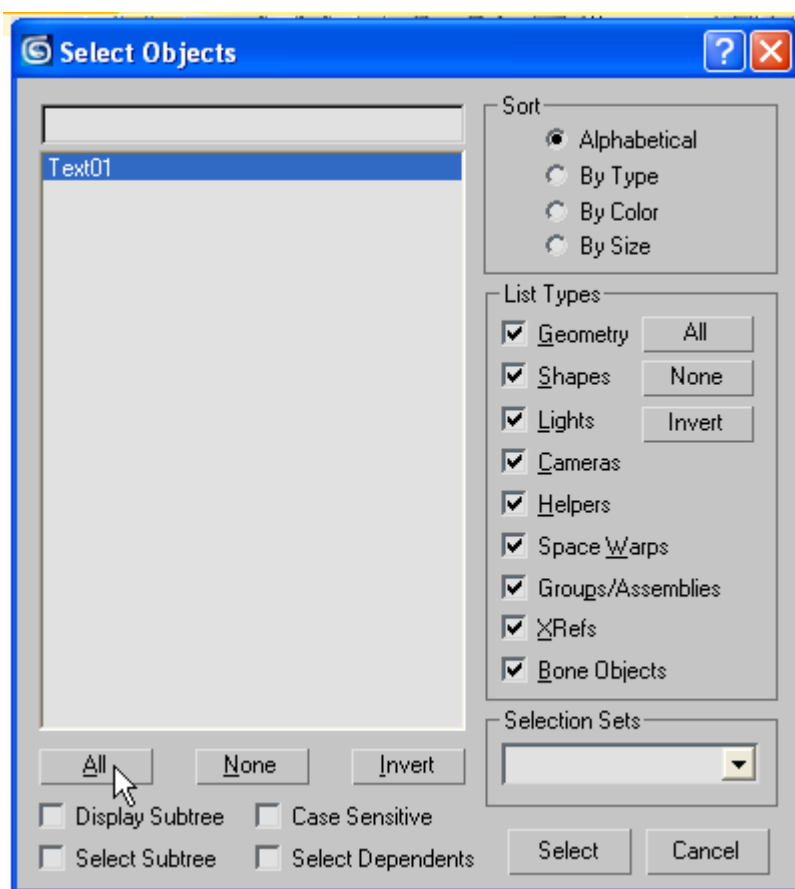 Select Objects
Text01
All
None
Invert
Display Subtree
Case Sensitive
Select Subtree
Select Dependents
Sort
Alphabetical
By Type
By Color
By Size
List Types
Geometry
All
Shapes
None
Lights
Invert
Cameras
Helpers
Space Warps
Groups/Assemblies
XRefs
Bone Objects
Selection Sets
Select
Cancel